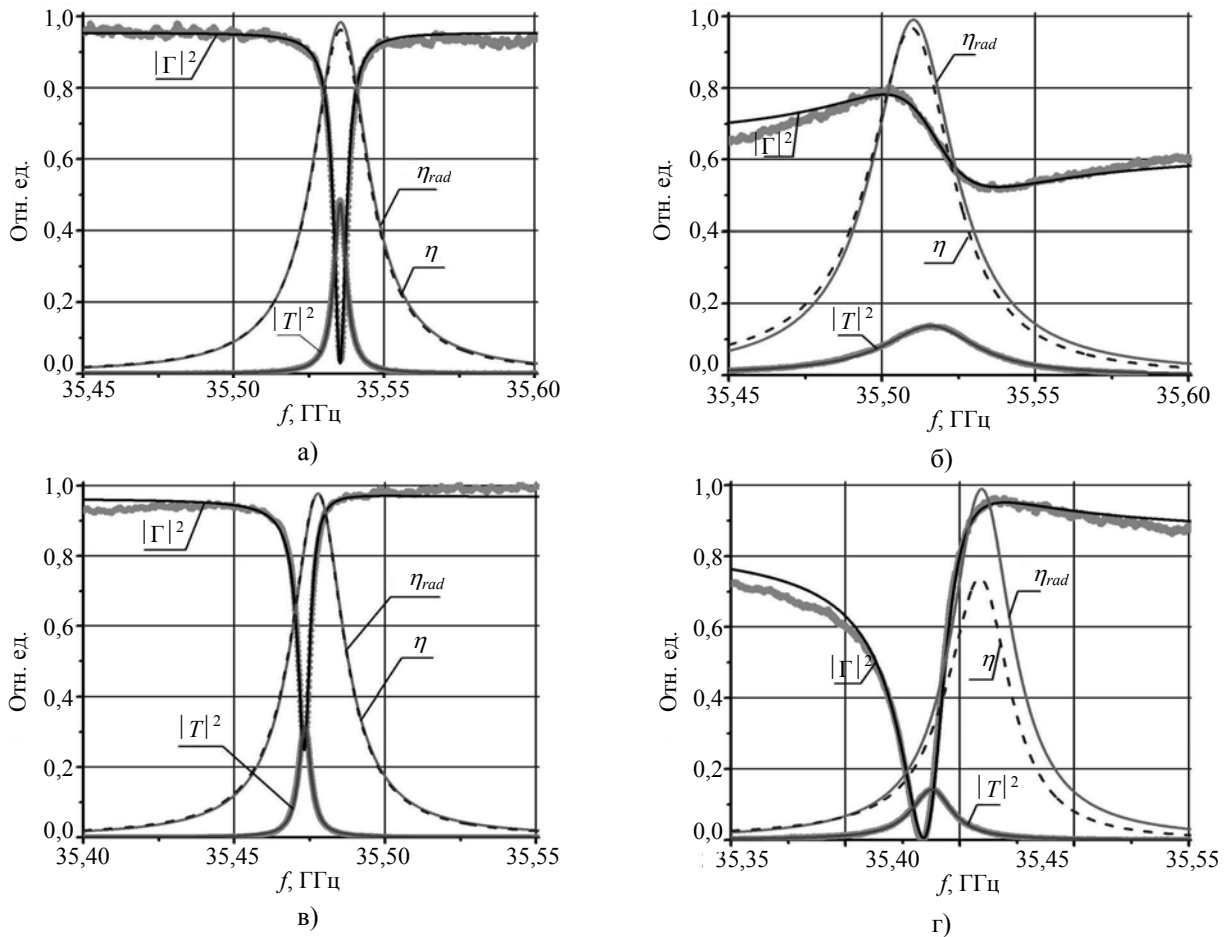 1,0
0,8
0,6
0,4
0,2
0,0
Отн. ед.
|Γ|²
η_rad
η
|T|²
35,45 35,50 35,55 35,60
f, ГГц
а)
1,0
0,8
0,6
0,4
0,2
0,0
Отн. ед.
|Γ|²
η_rad
η
|T|²
35,45 35,50 35,55 35,60
f, ГГц
б)
1,0
0,8
0,6
0,4
0,2
0,0
Отн. ед.
|Γ|²
η_rad
η
|T|²
35,40 35,45 35,50 35,55
f, ГГц
в)
1,0
0,8
0,6
0,4
0,2
0,0
Отн. ед.
|Γ|²
η_rad
η
|T|²
35,35 35,40 35,45 35,55
f, ГГц
г)